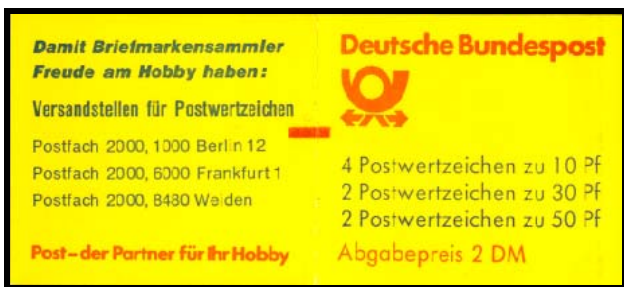 Damit Briefmarkensammler
Freude am Hobby haben:
Versandstellen für Postwertzeichen
Postfach 2000, 1000 Berlin 12
Postfach 2000, 6000 Frankfurt 1
Postfach 2000, 8480 Weiden
Post – der Partner für Ihr Hobby
Deutsche Bundespost
4 Postwertzeichen zu 10 Pf
2 Postwertzeichen zu 30 Pf
2 Postwertzeichen zu 50 Pf
Abgabepreis 2 DM